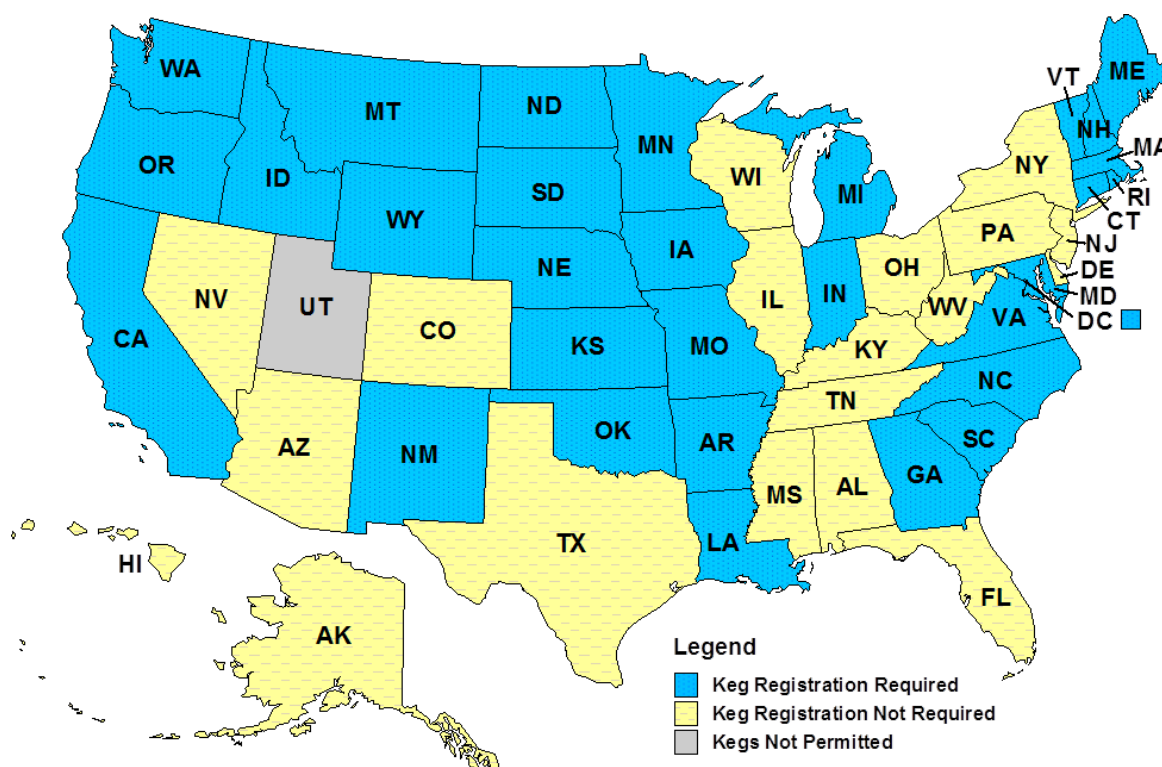 WA
MT
ND
MN
VT
ME
NH
MA
OR
ID
SD
WI
MI
NY
RI
WY
CT
IA
PA
NJ
NE
OH
DE
NV
UT
IL
IN
MD
WV
DC
CO
VA
CA
KS
MO
KY
NC
TN
OK
AR
SC
AZ
NM
GA
MS
AL
TX
LA
HI
FL
AK
Legend
Keg Registration Required
Keg Registration Not Required
Kegs Not Permitted